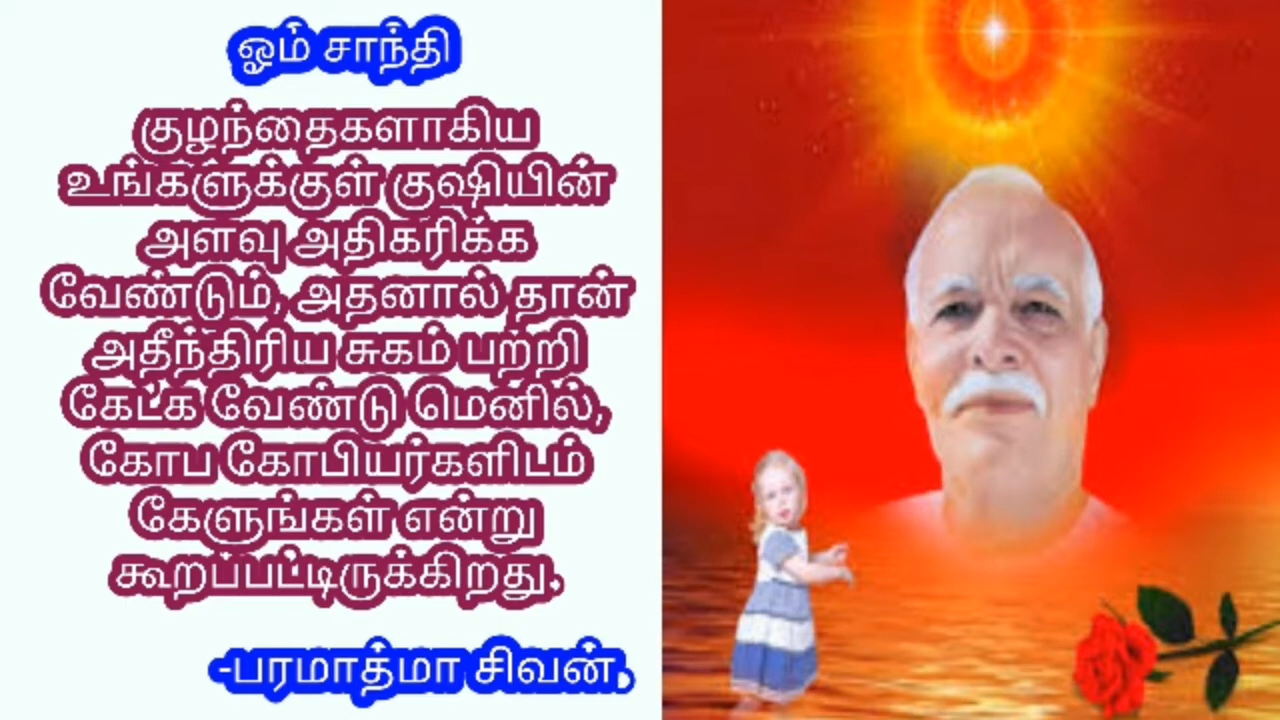 ஓம் சாந்தி
குழந்தைகளாகிய
உங்களுக்குள் குஷியின்
அளவு அதிகரிக்க
வேண்டும், அதனால் தான்
அதீந்திரிய சுகம் பற்றி
கேட்க வேண்டு மெனில்,
கோப கோபியர்களிடம்
கேளுங்கள் என்று
கூறப்பட்டிருக்கிறது.
-பரமாத்மா சிவன்.